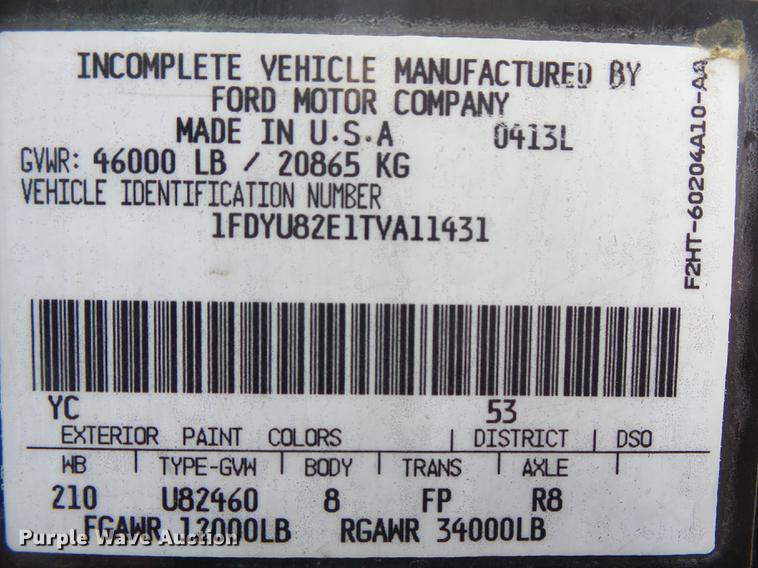 INCOMPLETE VEHICLE MANUFACTURED BY
FORD MOTOR COMPANY
MADE IN U.S.A 0413L
GVWR: 46000 LB / 20865 KG
VEHICLE IDENTIFICATION NUMBER
1FDYU82E1TVA11431
F2HT-60204A10-AA
YC 53
EXTERIOR PAINT COLORS | DISTRICT | DSO
WB | TYPE-GVW | BODY | TRANS | AXLE |
210 U82460 8 FP R8
FGAWR 12000LB RGAWR 34000LB
Purple Wave Auction